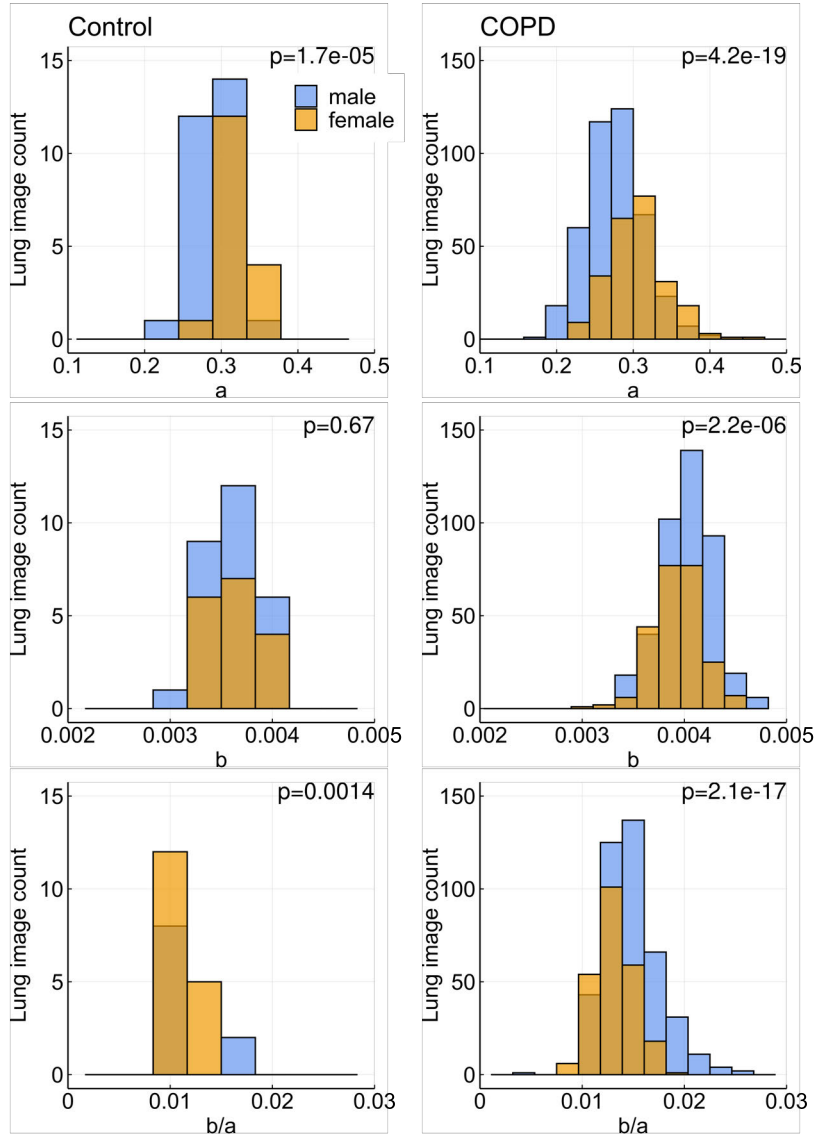 Control
p=1.7e-05
male
female
Lung image count
15
10
5
0
0.1 0.2 0.3 0.4 0.5
a
COPD
p=4.2e-19
Lung image count
150
100
50
0
0.1 0.2 0.3 0.4 0.5
a
p=0.67
Lung image count
15
10
5
0
0.002 0.003 0.004 0.005
b
p=2.2e-06
Lung image count
150
100
50
0
0.002 0.003 0.004 0.005
b
p=0.0014
Lung image count
15
10
5
0
0 0.01 0.02 0.03
b/a
p=2.1e-17
Lung image count
150
100
50
0
0 0.01 0.02 0.03
b/a